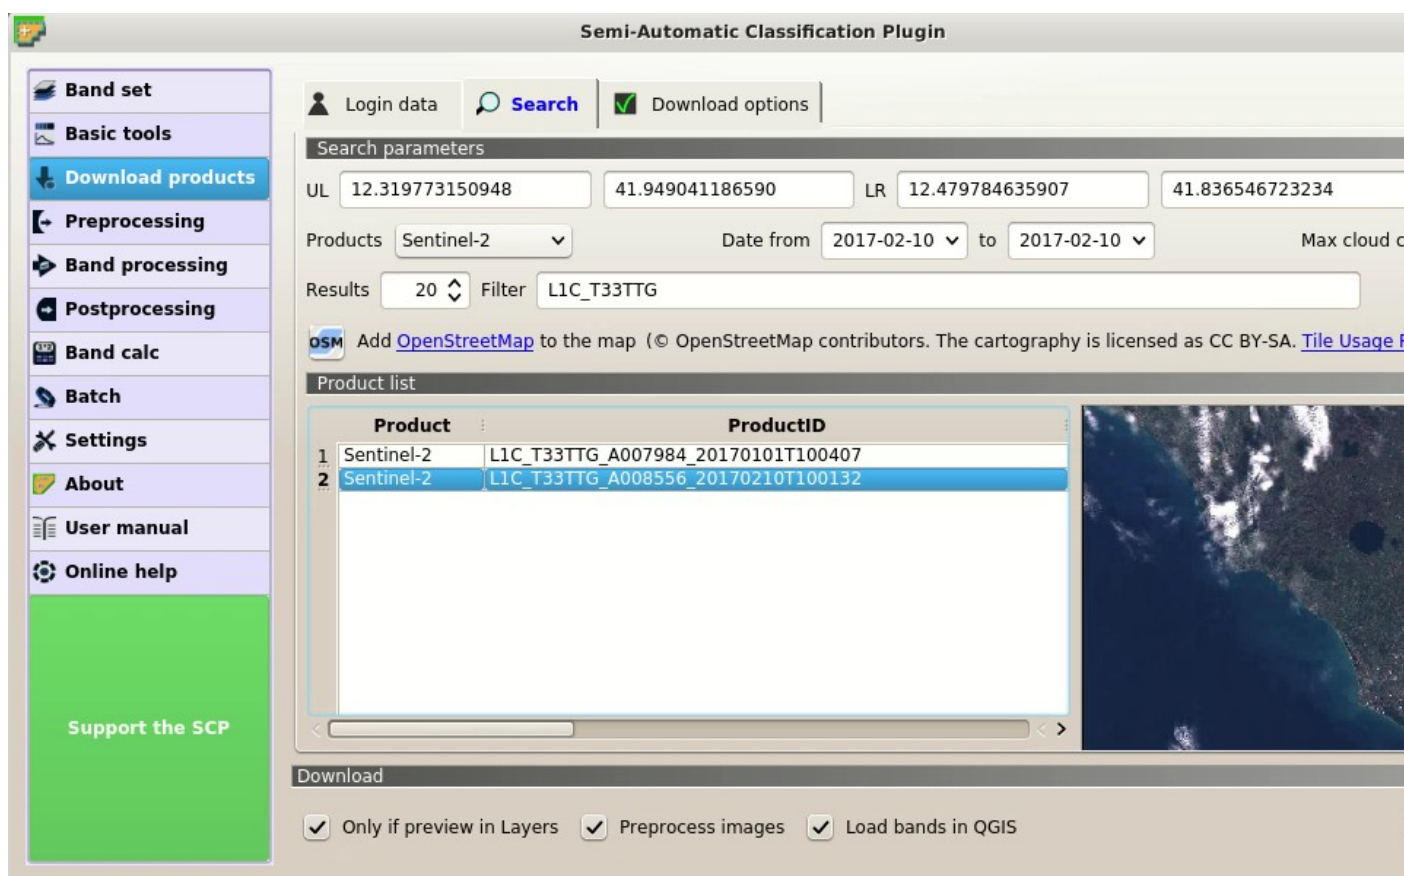 Semi-Automatic Classification Plugin
Band set
Basic tools
Download products
Preprocessing
Band processing
Postprocessing
Band calc
Batch
Settings
About
User manual
Online help
Support the SCP
Login data Search Download options
Search parameters
UL 12.319773150948 41.949041186590 LR 12.479784635907 41.836546723234
Products Sentinel-2 Date from 2017-02-10 to 2017-02-10 Max cloud c
Results 20 Filter L1C_T33TTG
OSM Add OpenStreetMap to the map (© OpenStreetMap contributors. The cartography is licensed as CC BY-SA. Tile Usage
Product list
Product ProductID
1 Sentinel-2 L1C_T33TTG_A007984_20170101T100407
2 Sentinel-2 L1C_T33TTG_A008556_20170210T100132
Download
Only if preview in Layers Preprocess images Load bands in QGIS